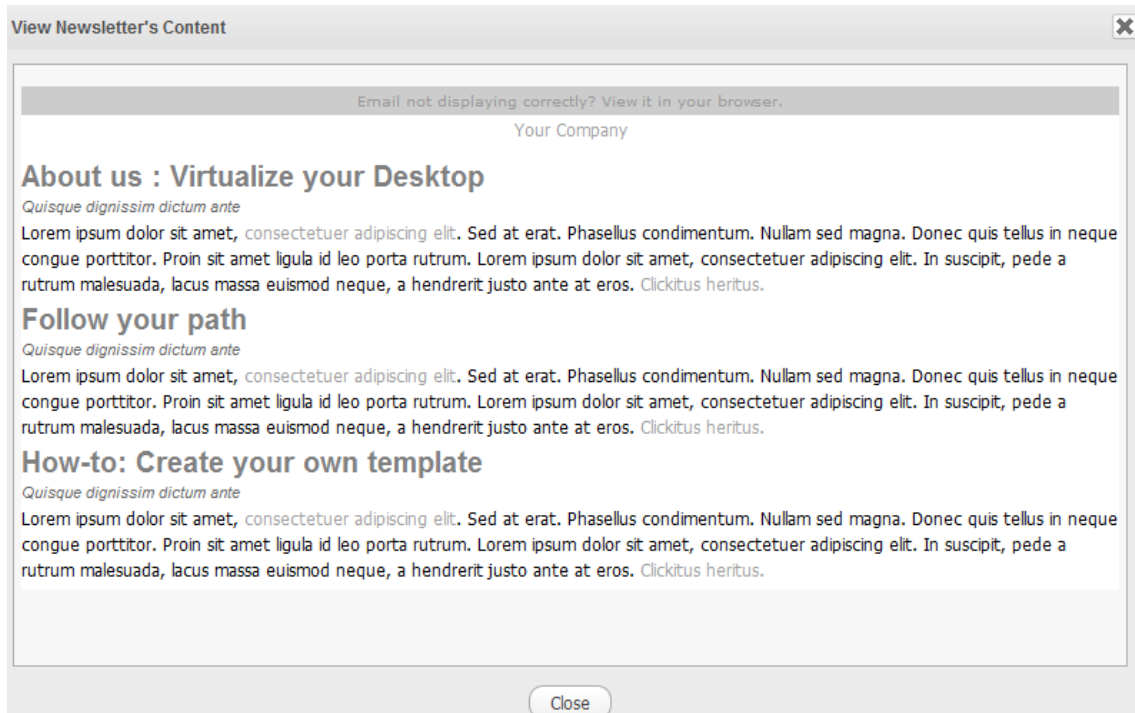 View Newsletter's Content
Email not displaying correctly? View it in your browser.
Your Company
About us : Virtualize your Desktop
Quisque dignissim dictum ante
Lorem ipsum dolor sit amet, consectetuer adipiscing elit. Sed at erat. Phasellus condimentum. Nullam sed magna. Donec quis tellus in neque
congue porttitor. Proin sit amet ligula id leo porta rutrum. Lorem ipsum dolor sit amet, consectetuer adipiscing elit. In suscipit, pede a
rutrum malesuada, lacus massa euismod neque, a hendrerit justo ante at eros. Clickitus heritus.
Follow your path
Quisque dignissim dictum ante
Lorem ipsum dolor sit amet, consectetuer adipiscing elit. Sed at erat. Phasellus condimentum. Nullam sed magna. Donec quis tellus in neque
congue porttitor. Proin sit amet ligula id leo porta rutrum. Lorem ipsum dolor sit amet, consectetuer adipiscing elit. In suscipit, pede a
rutrum malesuada, lacus massa euismod neque, a hendrerit justo ante at eros. Clickitus heritus.
How-to: Create your own template
Quisque dignissim dictum ante
Lorem ipsum dolor sit amet, consectetuer adipiscing elit. Sed at erat. Phasellus condimentum. Nullam sed magna. Donec quis tellus in neque
congue porttitor. Proin sit amet ligula id leo porta rutrum. Lorem ipsum dolor sit amet, consectetuer adipiscing elit. In suscipit, pede a
rutrum malesuada, lacus massa euismod neque, a hendrerit justo ante at eros. Clickitus heritus.
Close